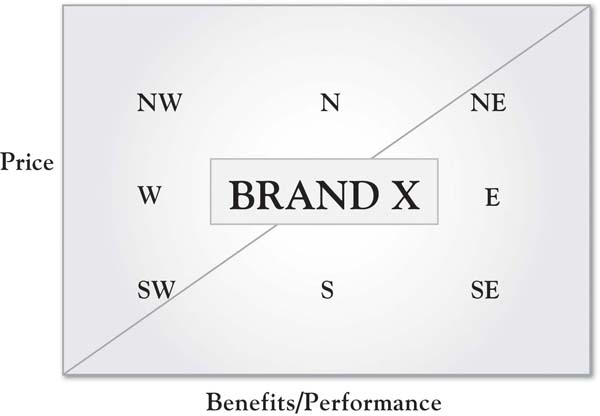 NW N NE
Price
W BRAND X E
SW S SE
Benefits/Performance